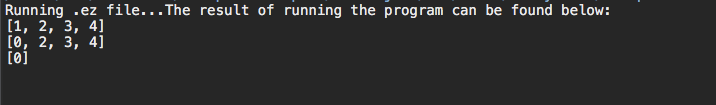 Running .ez file...The result of running the program can be found below:
[1, 2, 3, 4]
[0, 2, 3, 4]
[0]